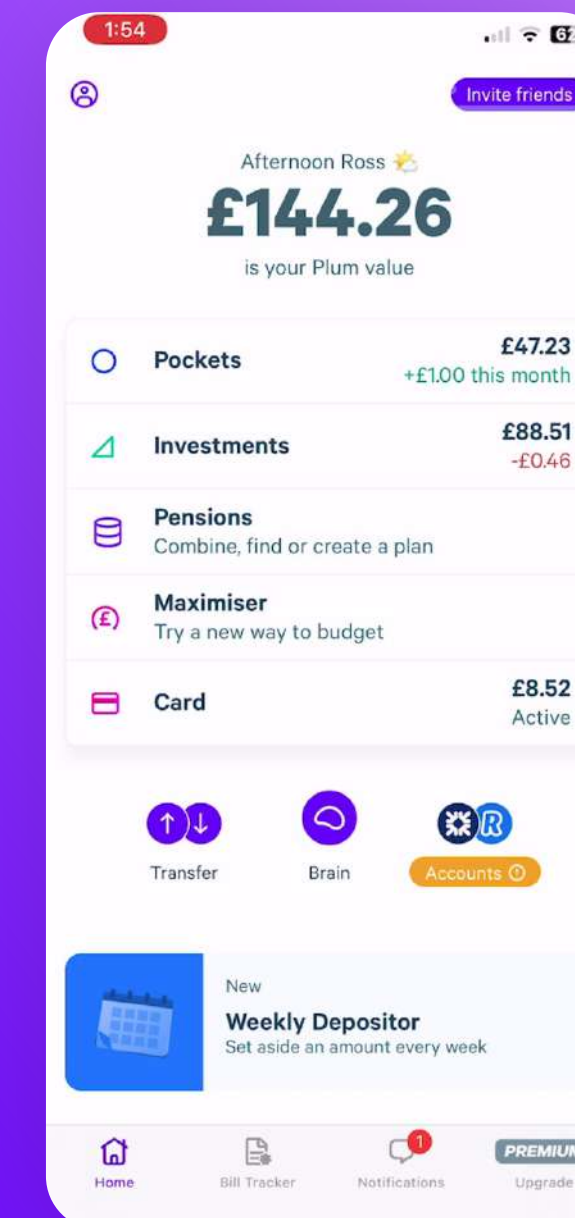 1:54
62
Invite friends
Afternoon Ross
£144.26
is your Plum value
Pockets
£47.23
+£1.00 this month
Investments
£88.51
-£0.46
Pensions
Combine, find or create a plan
Maximiser
Try a new way to budget
Card
£8.52
Active
Transfer
Brain
Accounts
New
Weekly Depositor
Set aside an amount every week
1
PREMIUM
Home
Bill Tracker
Notifications
Upgrade